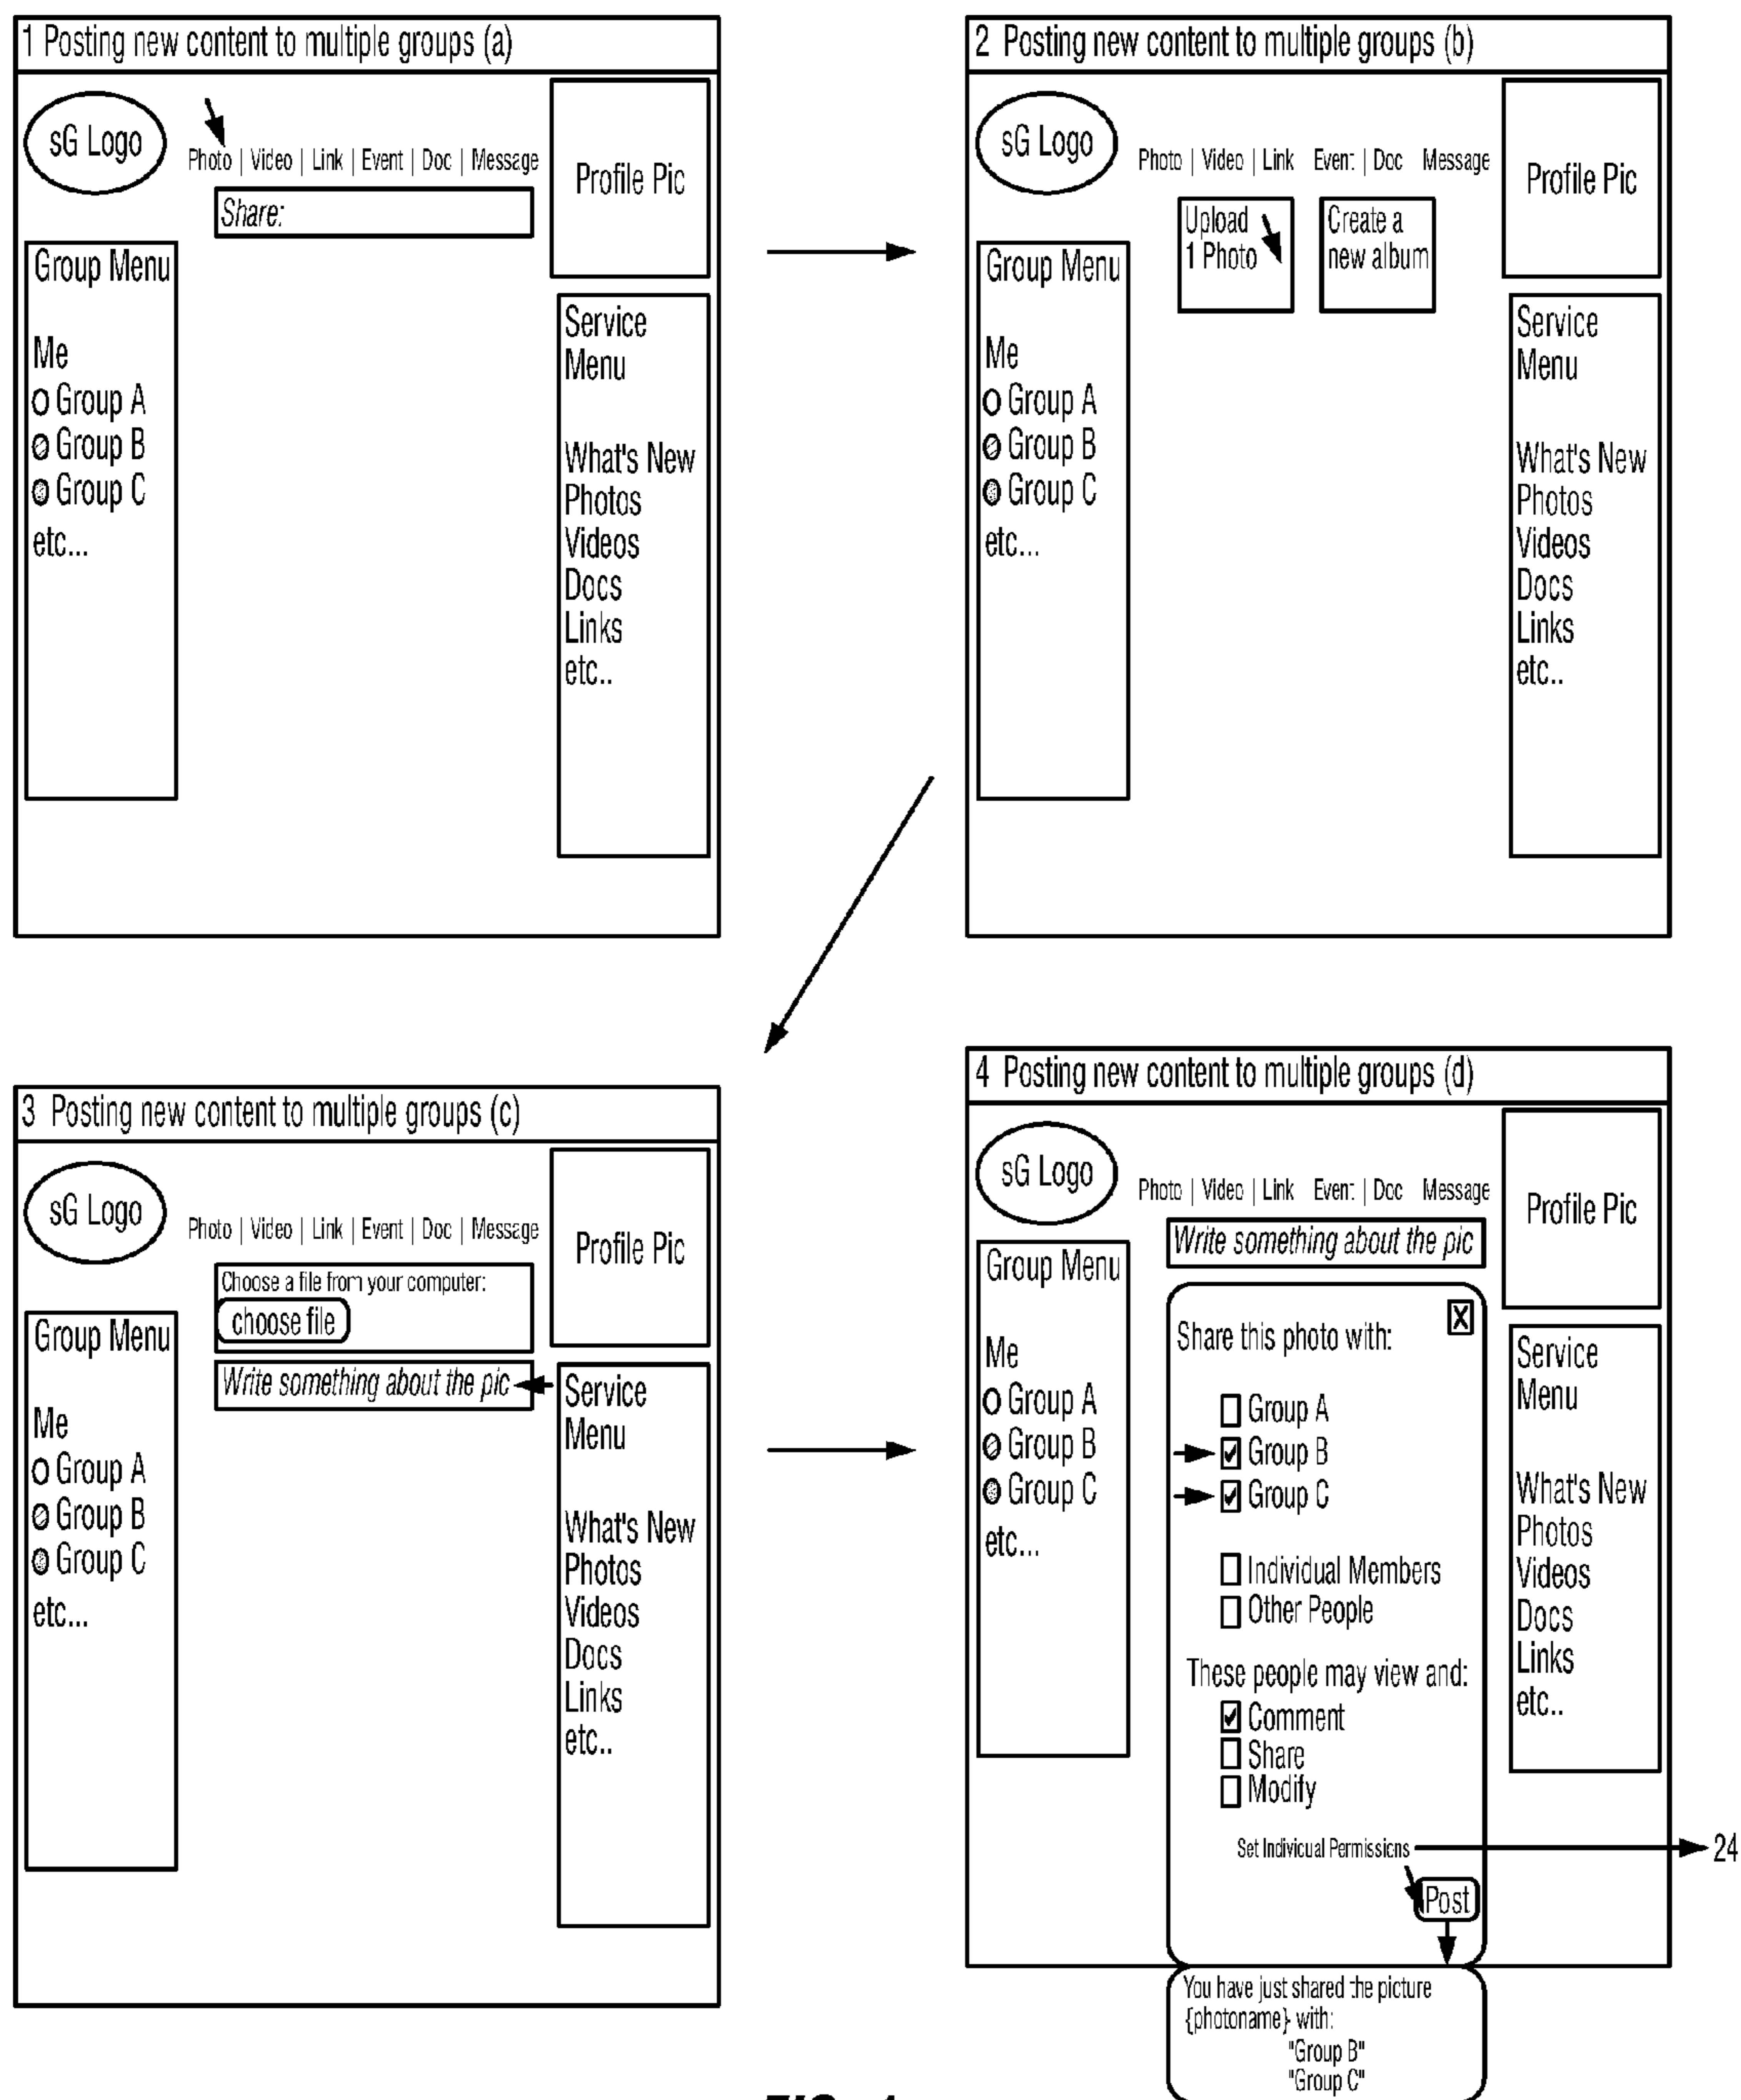 1 Posting new content to multiple groups (a)
sG Logo
Photo | Video | Link | Event | Doc | Message
Share:
Profile Pic
Group Menu
Me
Group A
Group B
Group C
etc...
Service
Menu
What's New
Photos
Videos
Docs
Links
etc..
2 Posting new content to multiple groups (b)
sG Logo
Photo | Video | Link Event | Doc Message
Upload
1 Photo
Create a
new album
Profile Pic
Group Menu
Me
Group A
Group B
Group C
etc...
Service
Menu
What's New
Photos
Videos
Docs
Links
etc..
3 Posting new content to multiple groups (c)
sG Logo
Photo | Video | Link | Event | Doc | Message
Choose a file from your computer:
choose file
Write something about the pic
Profile Pic
Group Menu
Me
Group A
Group B
Group C
etc...
Service
Menu
What's New
Photos
Videos
Docs
Links
etc..
4 Posting new content to multiple groups (d)
sG Logo
Photo | Video | Link Event | Doc Message
Write something about the pic
Profile Pic
Group Menu
Me
Group A
Group B
Group C
etc...
Share this photo with:
X
Group A
Group B
Group C
Individual Members
Other People
These people may view and:
Comment
Share
Modify
Set Individual Permissions
24
Post
Service
Menu
What's New
Photos
Videos
Docs
Links
etc..
You have just shared the picture
{photoname} with:
"Group B"
"Group C"